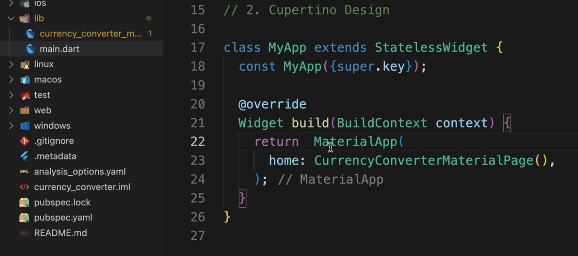 ios
lib
currency_converter_m... 1
main.dart
linux
macos
test
web
windows
.gitignore
.metadata
analysis_options.yaml
currency_converter.iml
pubspec.lock
pubspec.yaml
README.md
15 // 2. Cupertino Design
16
17 class MyApp extends StatelessWidget {
18 const MyApp({super.key});
19
20 @override
21 Widget build(BuildContext context) {
22 return MaterialApp(
23 home: CurrencyConverterMaterialPage(),
24 ); // MaterialApp
25 }
26 }
27